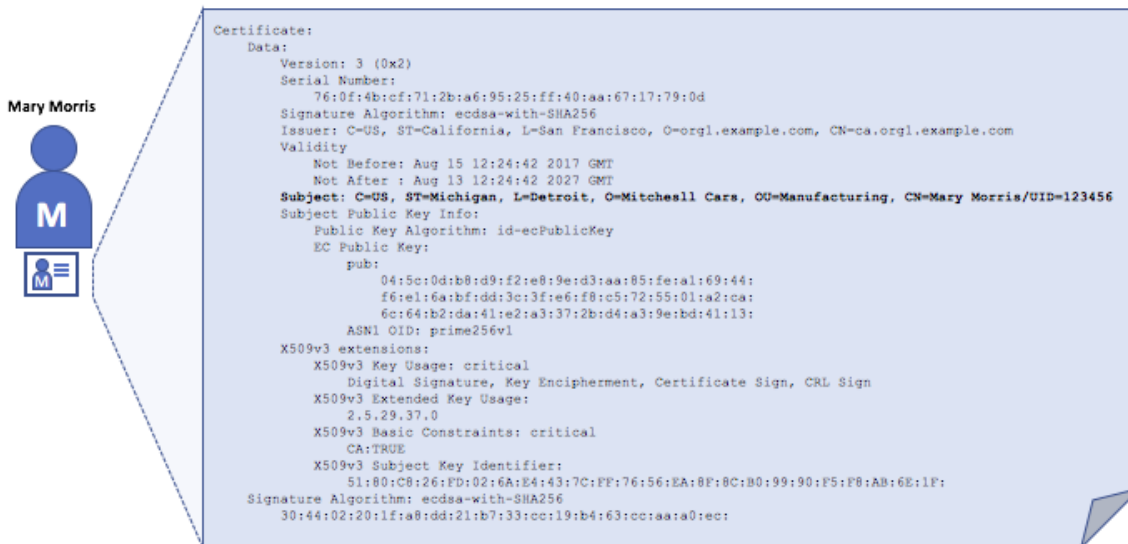 Mary Morris
M
M
Certificate:
Data:
Version: 3 (0x2)
Serial Number:
76:0f:4b:cf:71:2b:a6:95:25:ff:40:aa:67:17:79:0d
Signature Algorithm: ecdsa-with-SHA256
Issuer: C=US, ST=California, L=San Francisco, O=org1.example.com, CN=ca.org1.example.com
Validity
Not Before: Aug 15 12:24:42 2017 GMT
Not After : Aug 13 12:24:42 2027 GMT
Subject: C=US, ST=Michigan, L=Detroit, O=Mitchesll Cars, OU=Manufacturing, CN=Mary Morris/UID=123456
Subject Public Key Info:
Public Key Algorithm: id-ecPublicKey
EC Public Key:
pub:
04:5c:0d:b8:d9:f2:e8:9e:d3:aa:85:fe:a1:69:44:
f6:e1:6a:bf:dd:3c:3f:e6:f8:c5:72:55:01:a2:ca:
6c:64:b2:da:41:e2:a3:37:2b:d4:a3:9e:bd:41:13:
ASN1 OID: prime256v1
X509v3 extensions:
X509v3 Key Usage: critical
Digital Signature, Key Encipherment, Certificate Sign, CRL Sign
X509v3 Extended Key Usage:
2.5.29.37.0
X509v3 Basic Constraints: critical
CA:TRUE
X509v3 Subject Key Identifier:
51:80:C8:26:FD:02:6A:E4:43:7C:FF:76:56:EA:8F:8C:B0:99:90:F5:F8:AB:6E:1F:
Signature Algorithm: ecdsa-with-SHA256
30:44:02:20:1f:a8:dd:21:b7:33:cc:19:b4:63:cc:aa:a0:ec: